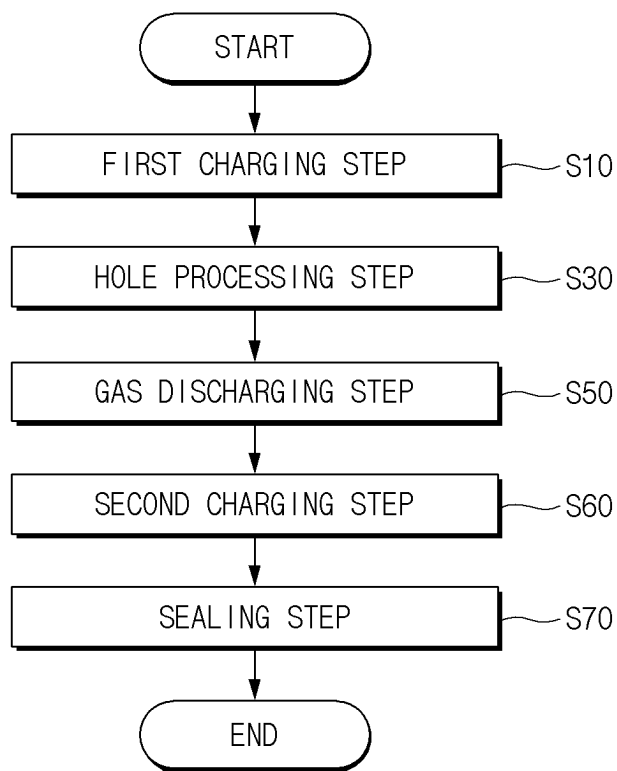 START
FIRST CHARGING STEP S10
HOLE PROCESSING STEP S30
GAS DISCHARGING STEP S50
SECOND CHARGING STEP S60
SEALING STEP S70
END